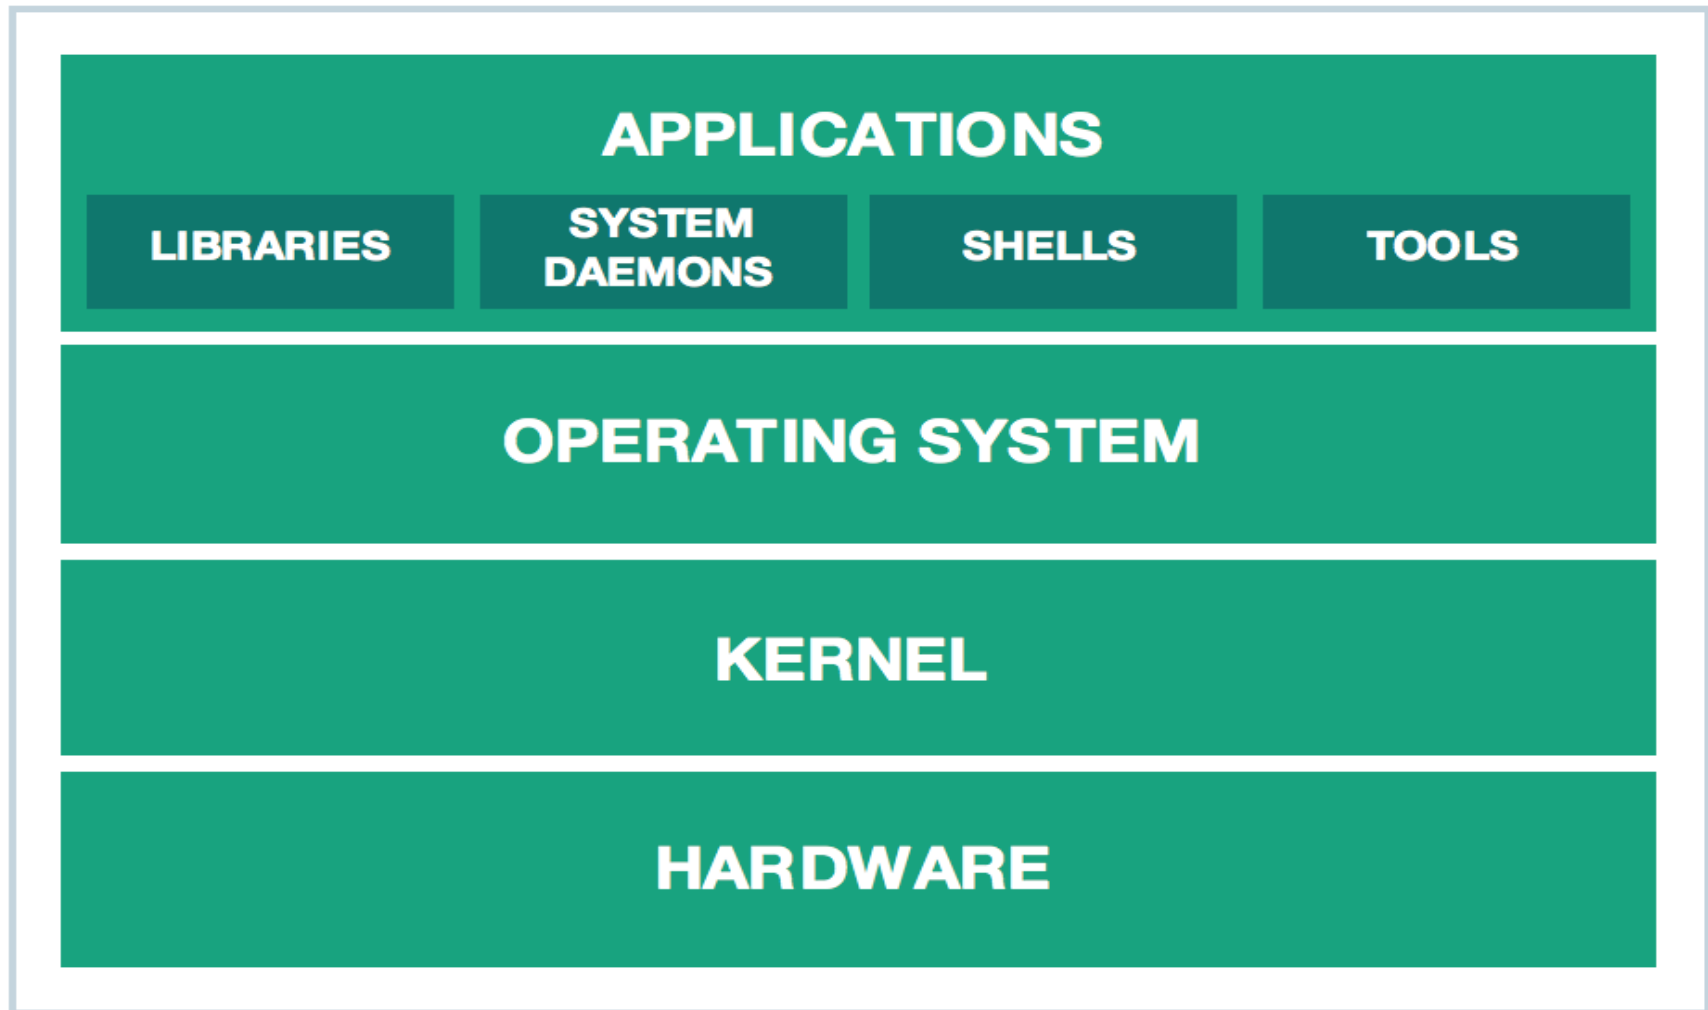 APPLICATIONS
LIBRARIES
SYSTEM
DAEMONS
SHELLS
TOOLS
OPERATING SYSTEM
KERNEL
HARDWARE